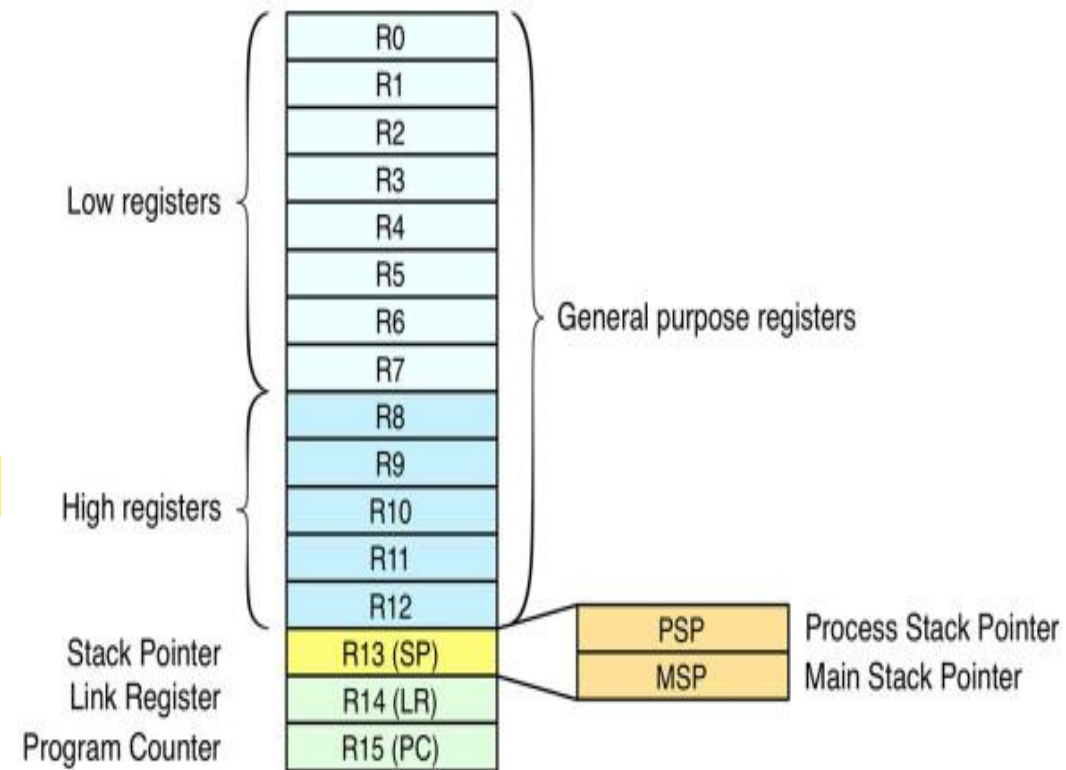 R0
R1
R2
R3
Low registers
R4
R5
R6
General purpose registers
R7
R8
R9
High registers
R10
R11
R12
PSP
Process Stack Pointer
Stack Pointer
R13 (SP)
MSP
Main Stack Pointer
Link Register
R14 (LR)
Program Counter
R15 (PC)